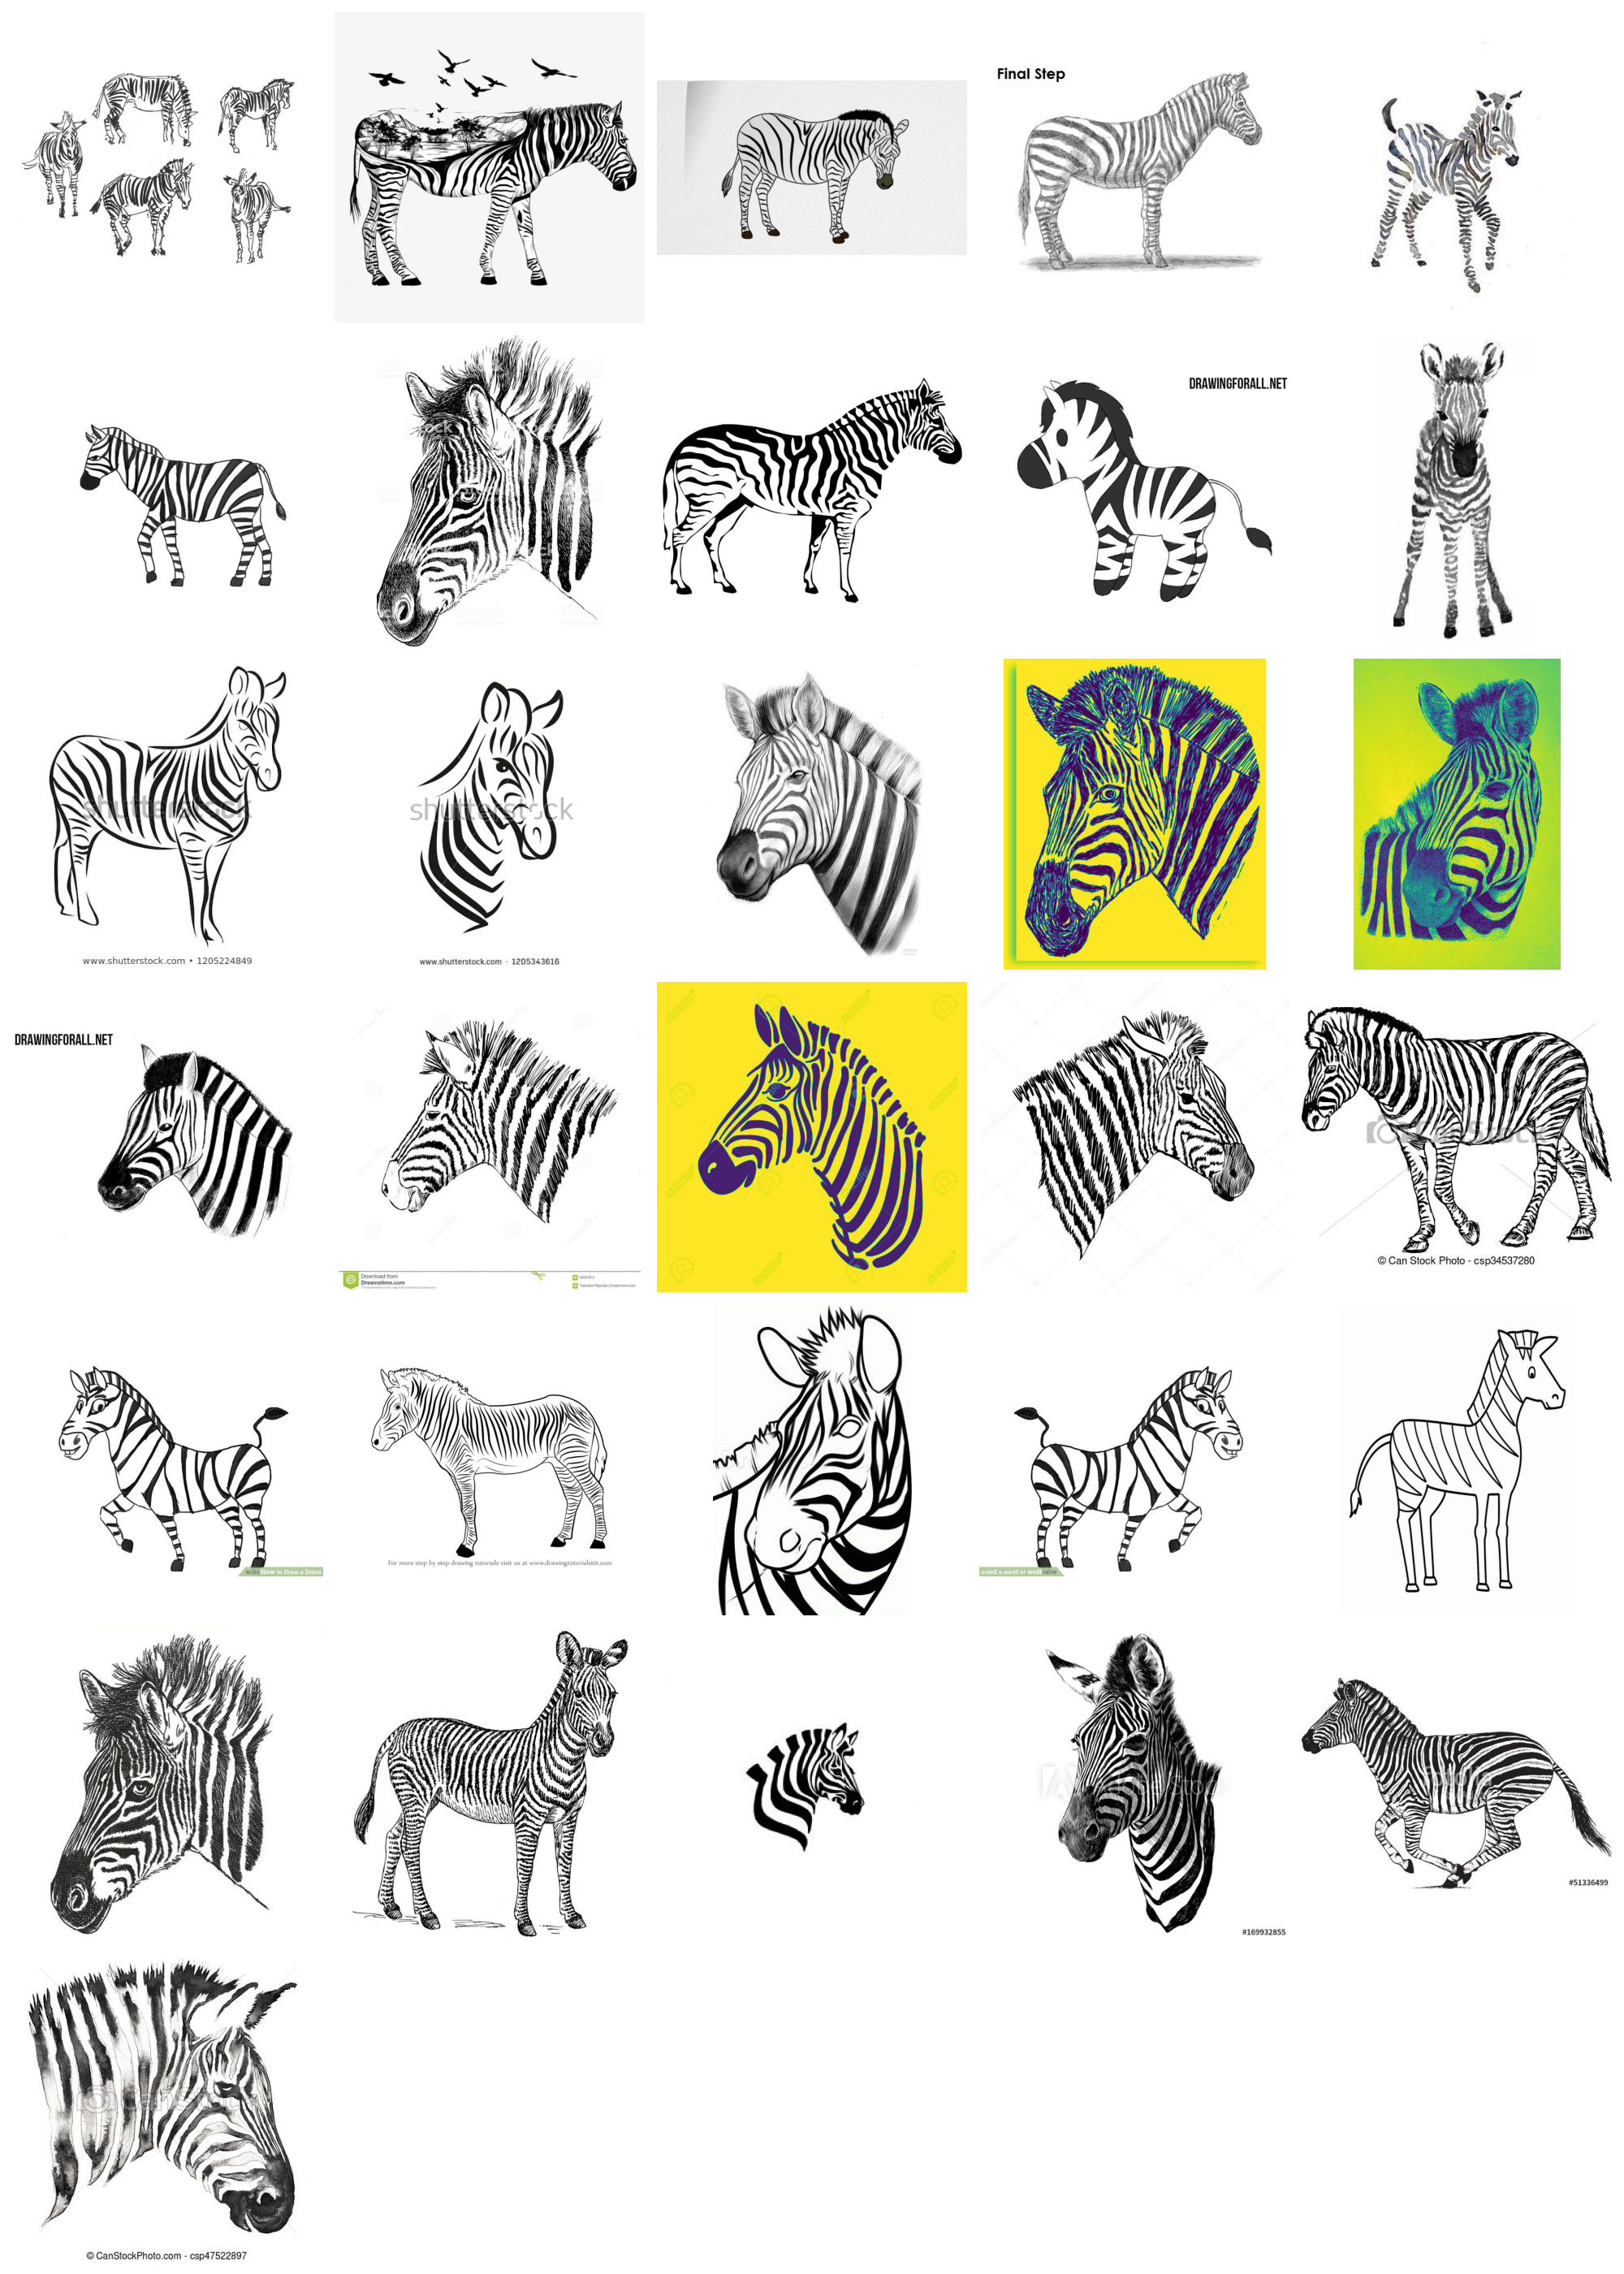 Final Step
DRAWINGFORALL.NET
shutterstock
shutterstock
www.shutterstock.com • 1205224849
www.shutterstock.com · 1205343616
DRAWINGFORALL.NET
Download from
Dreamstime.com
© Can Stock Photo - csp34537280
wikiHow to Draw a Zebra
For more step by step drawing tutorials visit us at www.drawingtutorials101.com
wikiHow to Draw a Zebra
#169932855
#51336499
© CanStockPhoto.com - csp47522897